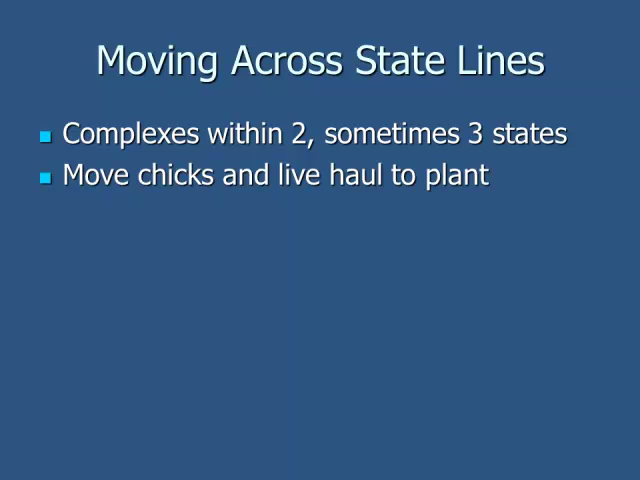 Moving Across State Lines
Complexes within 2, sometimes 3 states
Move chicks and live haul to plant